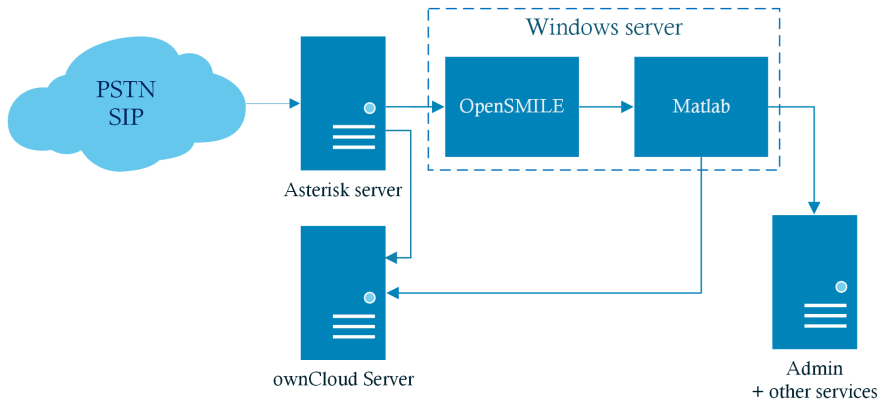 Windows server
PSTN
SIP
OpenSMILE
Matlab
Asterisk server
ownCloud Server
Admin
+ other services